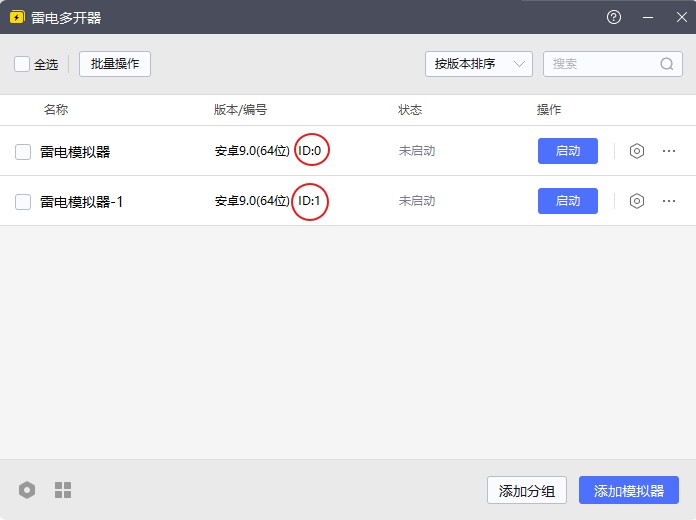 雷电多开器
全选 批量操作 按版本排序 搜索
名称 版本/编号 状态 操作
雷电模拟器 安卓9.0(64位) ID:0 未启动 启动
雷电模拟器-1 安卓9.0(64位) ID:1 未启动 启动
添加分组 添加模拟器